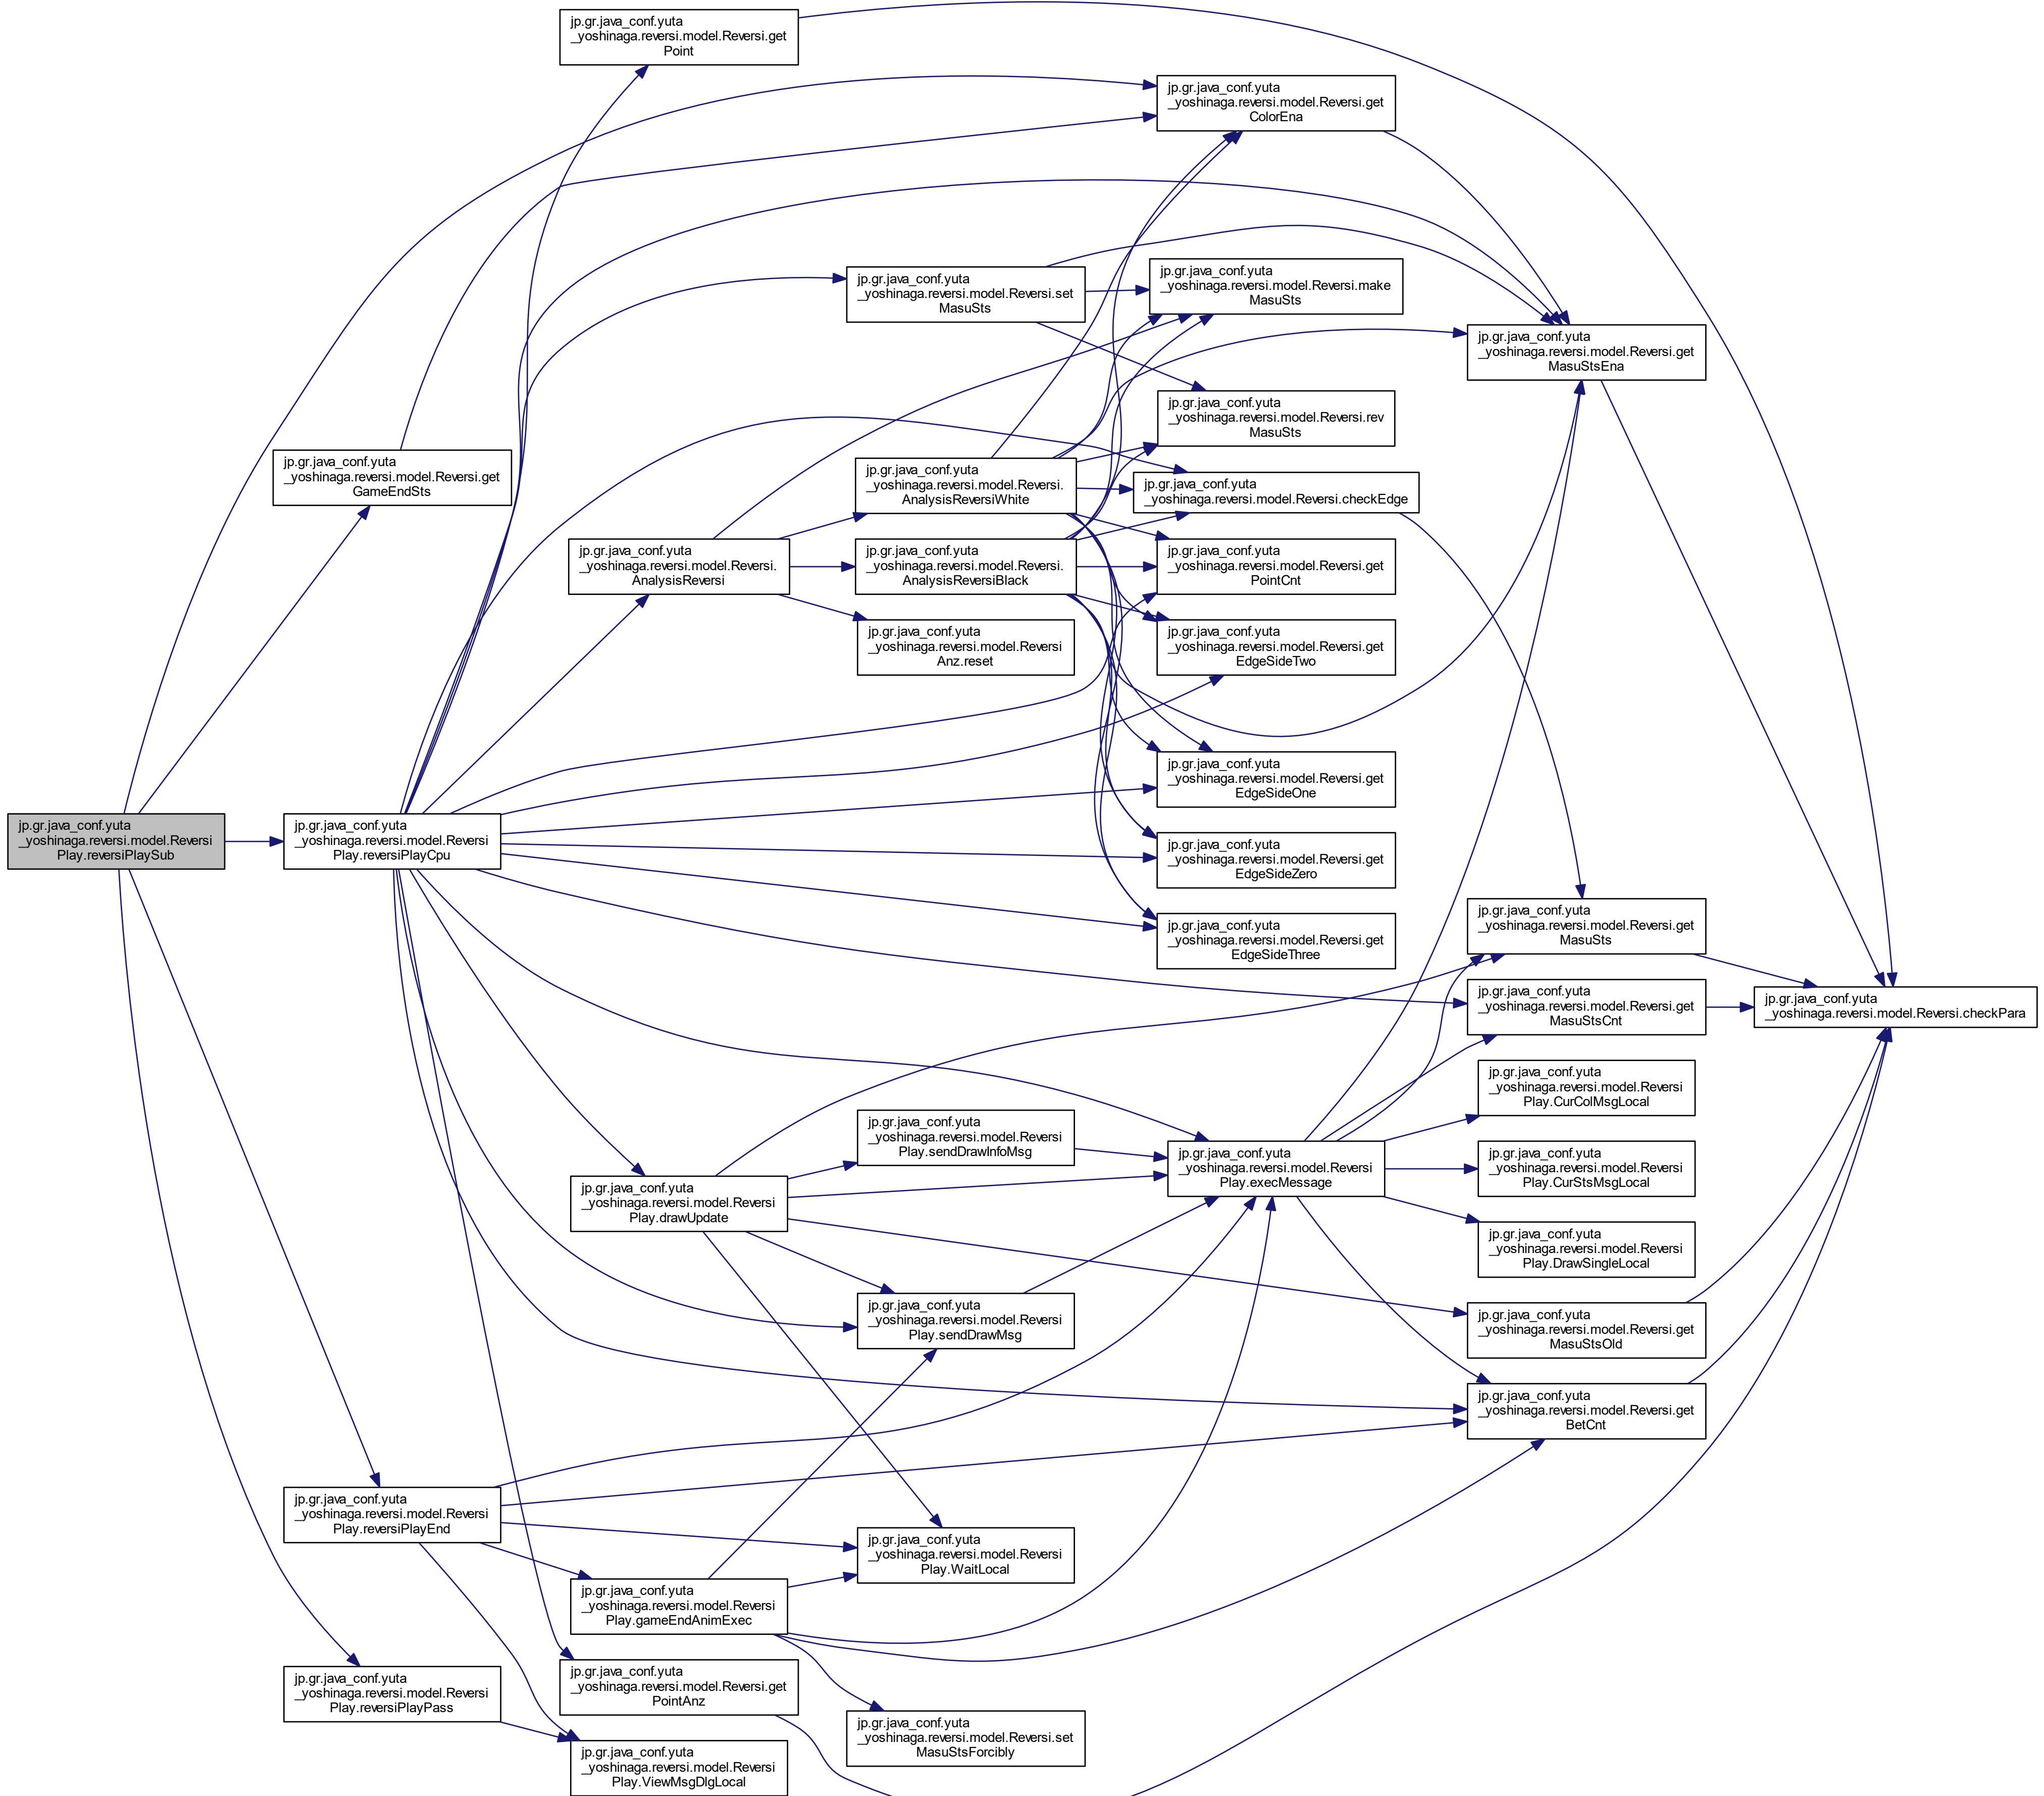 jp.gr.java_conf.yuta
_yoshinaga.reversi.model.Reversi
Play.reversiPlaySub
jp.gr.java_conf.yuta
_yoshinaga.reversi.model.Reversi.get
GameEndSts
jp.gr.java_conf.yuta
_yoshinaga.reversi.model.Reversi
Play.reversiPlayCpu
jp.gr.java_conf.yuta
_yoshinaga.reversi.model.Reversi
Play.reversiPlayEnd
jp.gr.java_conf.yuta
_yoshinaga.reversi.model.Reversi
Play.reversiPlayPass
jp.gr.java_conf.yuta
_yoshinaga.reversi.model.Reversi.get
Point
jp.gr.java_conf.yuta
_yoshinaga.reversi.model.Reversi.
AnalysisReversi
jp.gr.java_conf.yuta
_yoshinaga.reversi.model.Reversi
Play.drawUpdate
jp.gr.java_conf.yuta
_yoshinaga.reversi.model.Reversi
Play.gameEndAnimExec
jp.gr.java_conf.yuta
_yoshinaga.reversi.model.Reversi.get
PointAnz
jp.gr.java_conf.yuta
_yoshinaga.reversi.model.Reversi
Play.ViewMsgDlgLocal
jp.gr.java_conf.yuta
_yoshinaga.reversi.model.Reversi.set
MasuSts
jp.gr.java_conf.yuta
_yoshinaga.reversi.model.Reversi.
AnalysisReversiWhite
jp.gr.java_conf.yuta
_yoshinaga.reversi.model.Reversi.
AnalysisReversiBlack
jp.gr.java_conf.yuta
_yoshinaga.reversi.model.Reversi
Anz.reset
jp.gr.java_conf.yuta
_yoshinaga.reversi.model.Reversi
Play.sendDrawInfoMsg
jp.gr.java_conf.yuta
_yoshinaga.reversi.model.Reversi
Play.sendDrawMsg
jp.gr.java_conf.yuta
_yoshinaga.reversi.model.Reversi
Play.WaitLocal
jp.gr.java_conf.yuta
_yoshinaga.reversi.model.Reversi.set
MasuStsForcibly
jp.gr.java_conf.yuta
_yoshinaga.reversi.model.Reversi.get
ColorEna
jp.gr.java_conf.yuta
_yoshinaga.reversi.model.Reversi.make
MasuSts
jp.gr.java_conf.yuta
_yoshinaga.reversi.model.Reversi.rev
MasuSts
jp.gr.java_conf.yuta
_yoshinaga.reversi.model.Reversi.checkEdge
jp.gr.java_conf.yuta
_yoshinaga.reversi.model.Reversi.get
PointCnt
jp.gr.java_conf.yuta
_yoshinaga.reversi.model.Reversi.get
EdgeSideTwo
jp.gr.java_conf.yuta
_yoshinaga.reversi.model.Reversi.get
EdgeSideOne
jp.gr.java_conf.yuta
_yoshinaga.reversi.model.Reversi.get
EdgeSideZero
jp.gr.java_conf.yuta
_yoshinaga.reversi.model.Reversi.get
EdgeSideThree
jp.gr.java_conf.yuta
_yoshinaga.reversi.model.Reversi
Play.execMessage
jp.gr.java_conf.yuta
_yoshinaga.reversi.model.Reversi.get
MasuStsEna
jp.gr.java_conf.yuta
_yoshinaga.reversi.model.Reversi.get
MasuSts
jp.gr.java_conf.yuta
_yoshinaga.reversi.model.Reversi.get
MasuStsCnt
jp.gr.java_conf.yuta
_yoshinaga.reversi.model.Reversi
Play.CurColMsgLocal
jp.gr.java_conf.yuta
_yoshinaga.reversi.model.Reversi
Play.CurStsMsgLocal
jp.gr.java_conf.yuta
_yoshinaga.reversi.model.Reversi
Play.DrawSingleLocal
jp.gr.java_conf.yuta
_yoshinaga.reversi.model.Reversi.get
MasuStsOld
jp.gr.java_conf.yuta
_yoshinaga.reversi.model.Reversi.get
BetCnt
jp.gr.java_conf.yuta
_yoshinaga.reversi.model.Reversi.checkPara